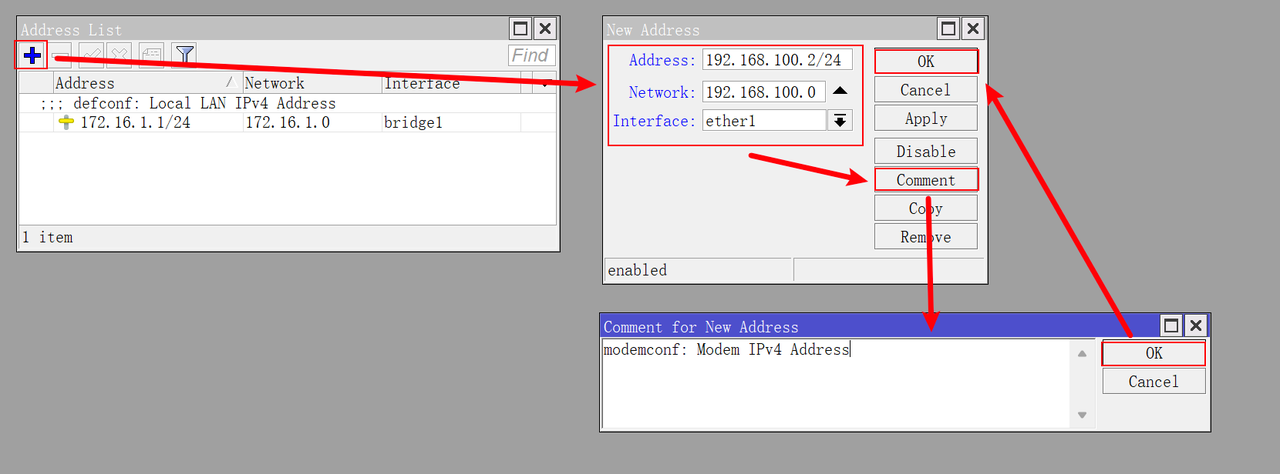 Address List
Find
Address Network Interface
;;; defconf: Local LAN IPv4 Address
172.16.1.1/24 172.16.1.0 bridge1
1 item
New Address
Address: 192.168.100.2/24
Network: 192.168.100.0
Interface: ether1
OK
Cancel
Apply
Disable
Comment
Copy
Remove
enabled
Comment for New Address
modemconf: Modem IPv4 Address
OK
Cancel